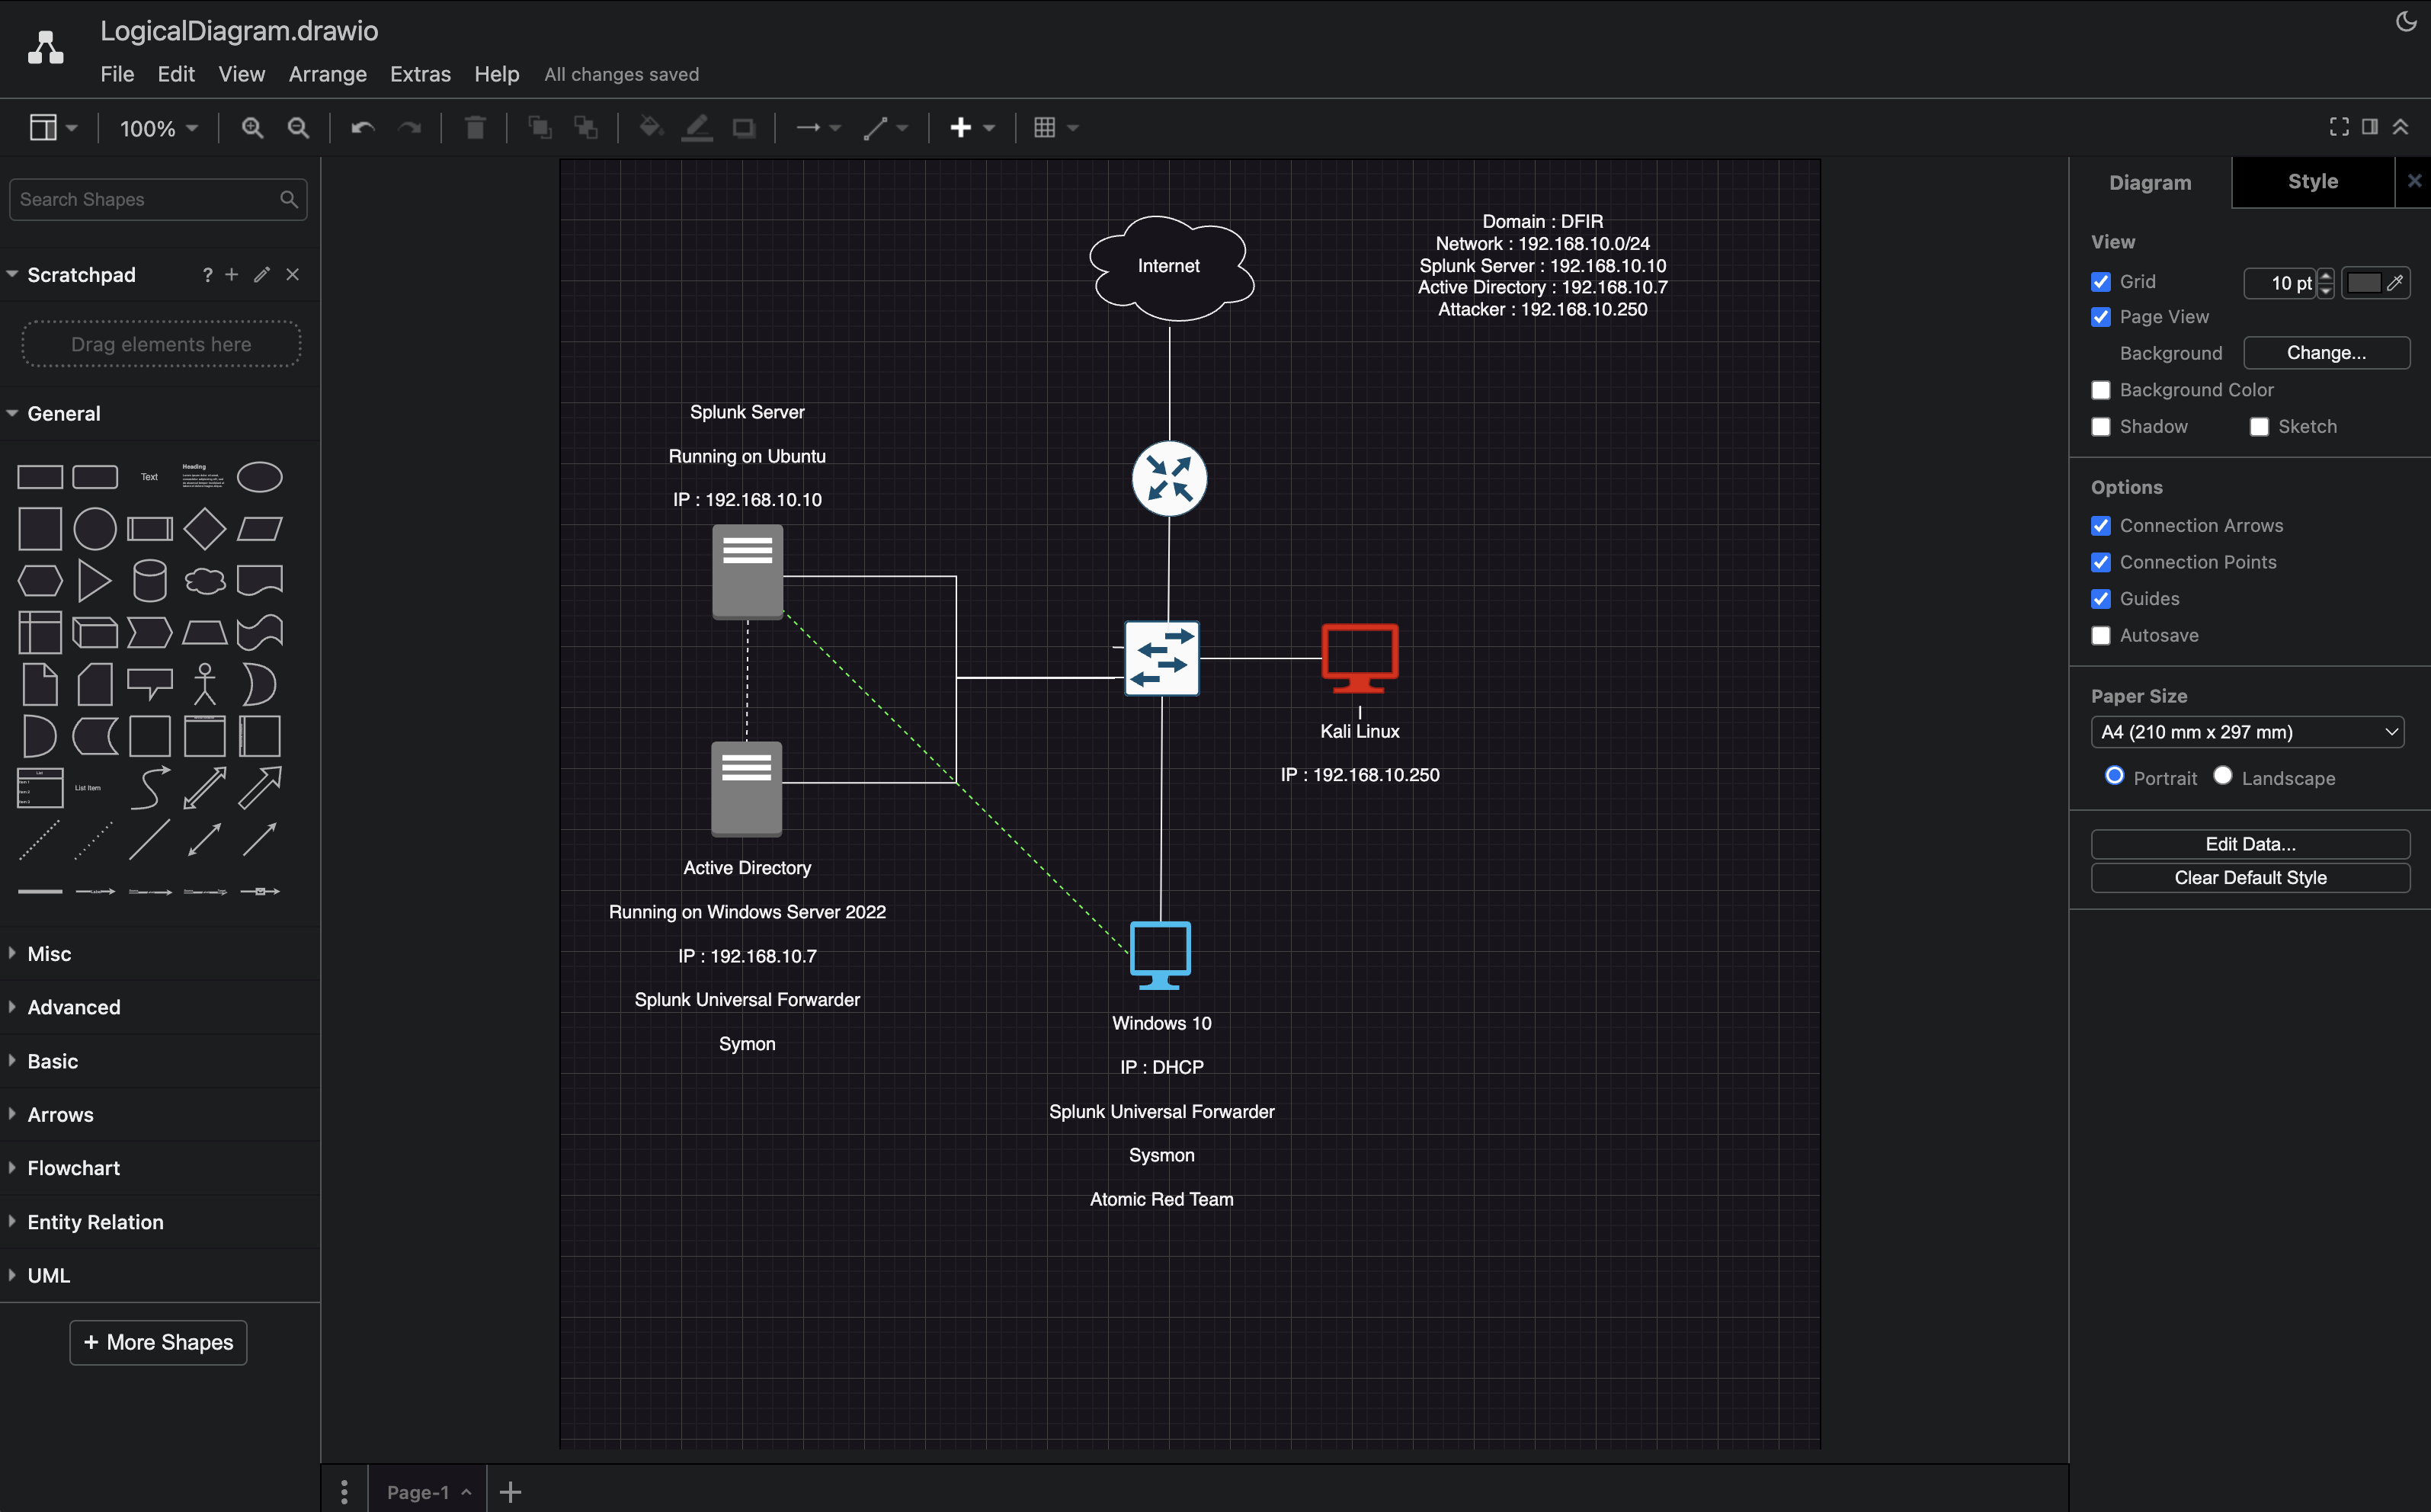 LogicalDiagram.drawio
File Edit View Arrange Extras Help All changes saved
100%
Search Shapes
Scratchpad ?
Drag elements here
General
Text
Heading
List
Item 1
Item 2
Item 3
List Item
Misc
Advanced
Basic
Arrows
Flowchart
Entity Relation
UML
+ More Shapes
Internet
Domain : DFIR
Network : 192.168.10.0/24
Splunk Server : 192.168.10.10
Active Directory : 192.168.10.7
Attacker : 192.168.10.250
Splunk Server
Running on Ubuntu
IP : 192.168.10.10
Kali Linux
IP : 192.168.10.250
Active Directory
Running on Windows Server 2022
IP : 192.168.10.7
Splunk Universal Forwarder
Symon
Windows 10
IP : DHCP
Splunk Universal Forwarder
Sysmon
Atomic Red Team
Page-1
Diagram Style
View
Grid 10 pt
Page View
Background Change...
Background Color
Shadow Sketch
Options
Connection Arrows
Connection Points
Guides
Autosave
Paper Size
A4 (210 mm x 297 mm)
Portrait Landscape
Edit Data...
Clear Default Style